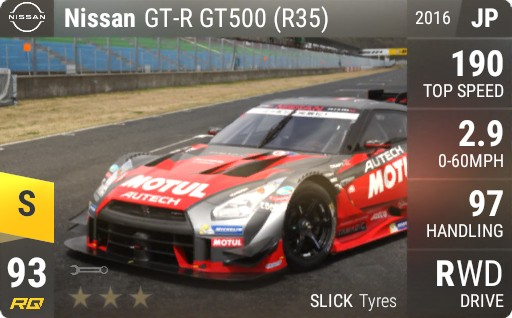 NISSAN
Nissan GT-R GT500 (R35)
2016 JP
190
TOP SPEED
2.9
0-60MPH
97
HANDLING
RWD
DRIVE
S
93
RQ
SLICK Tyres
NISSAN
AUTECH
MOTUL
MOTUL
AUTECH
MOTUL